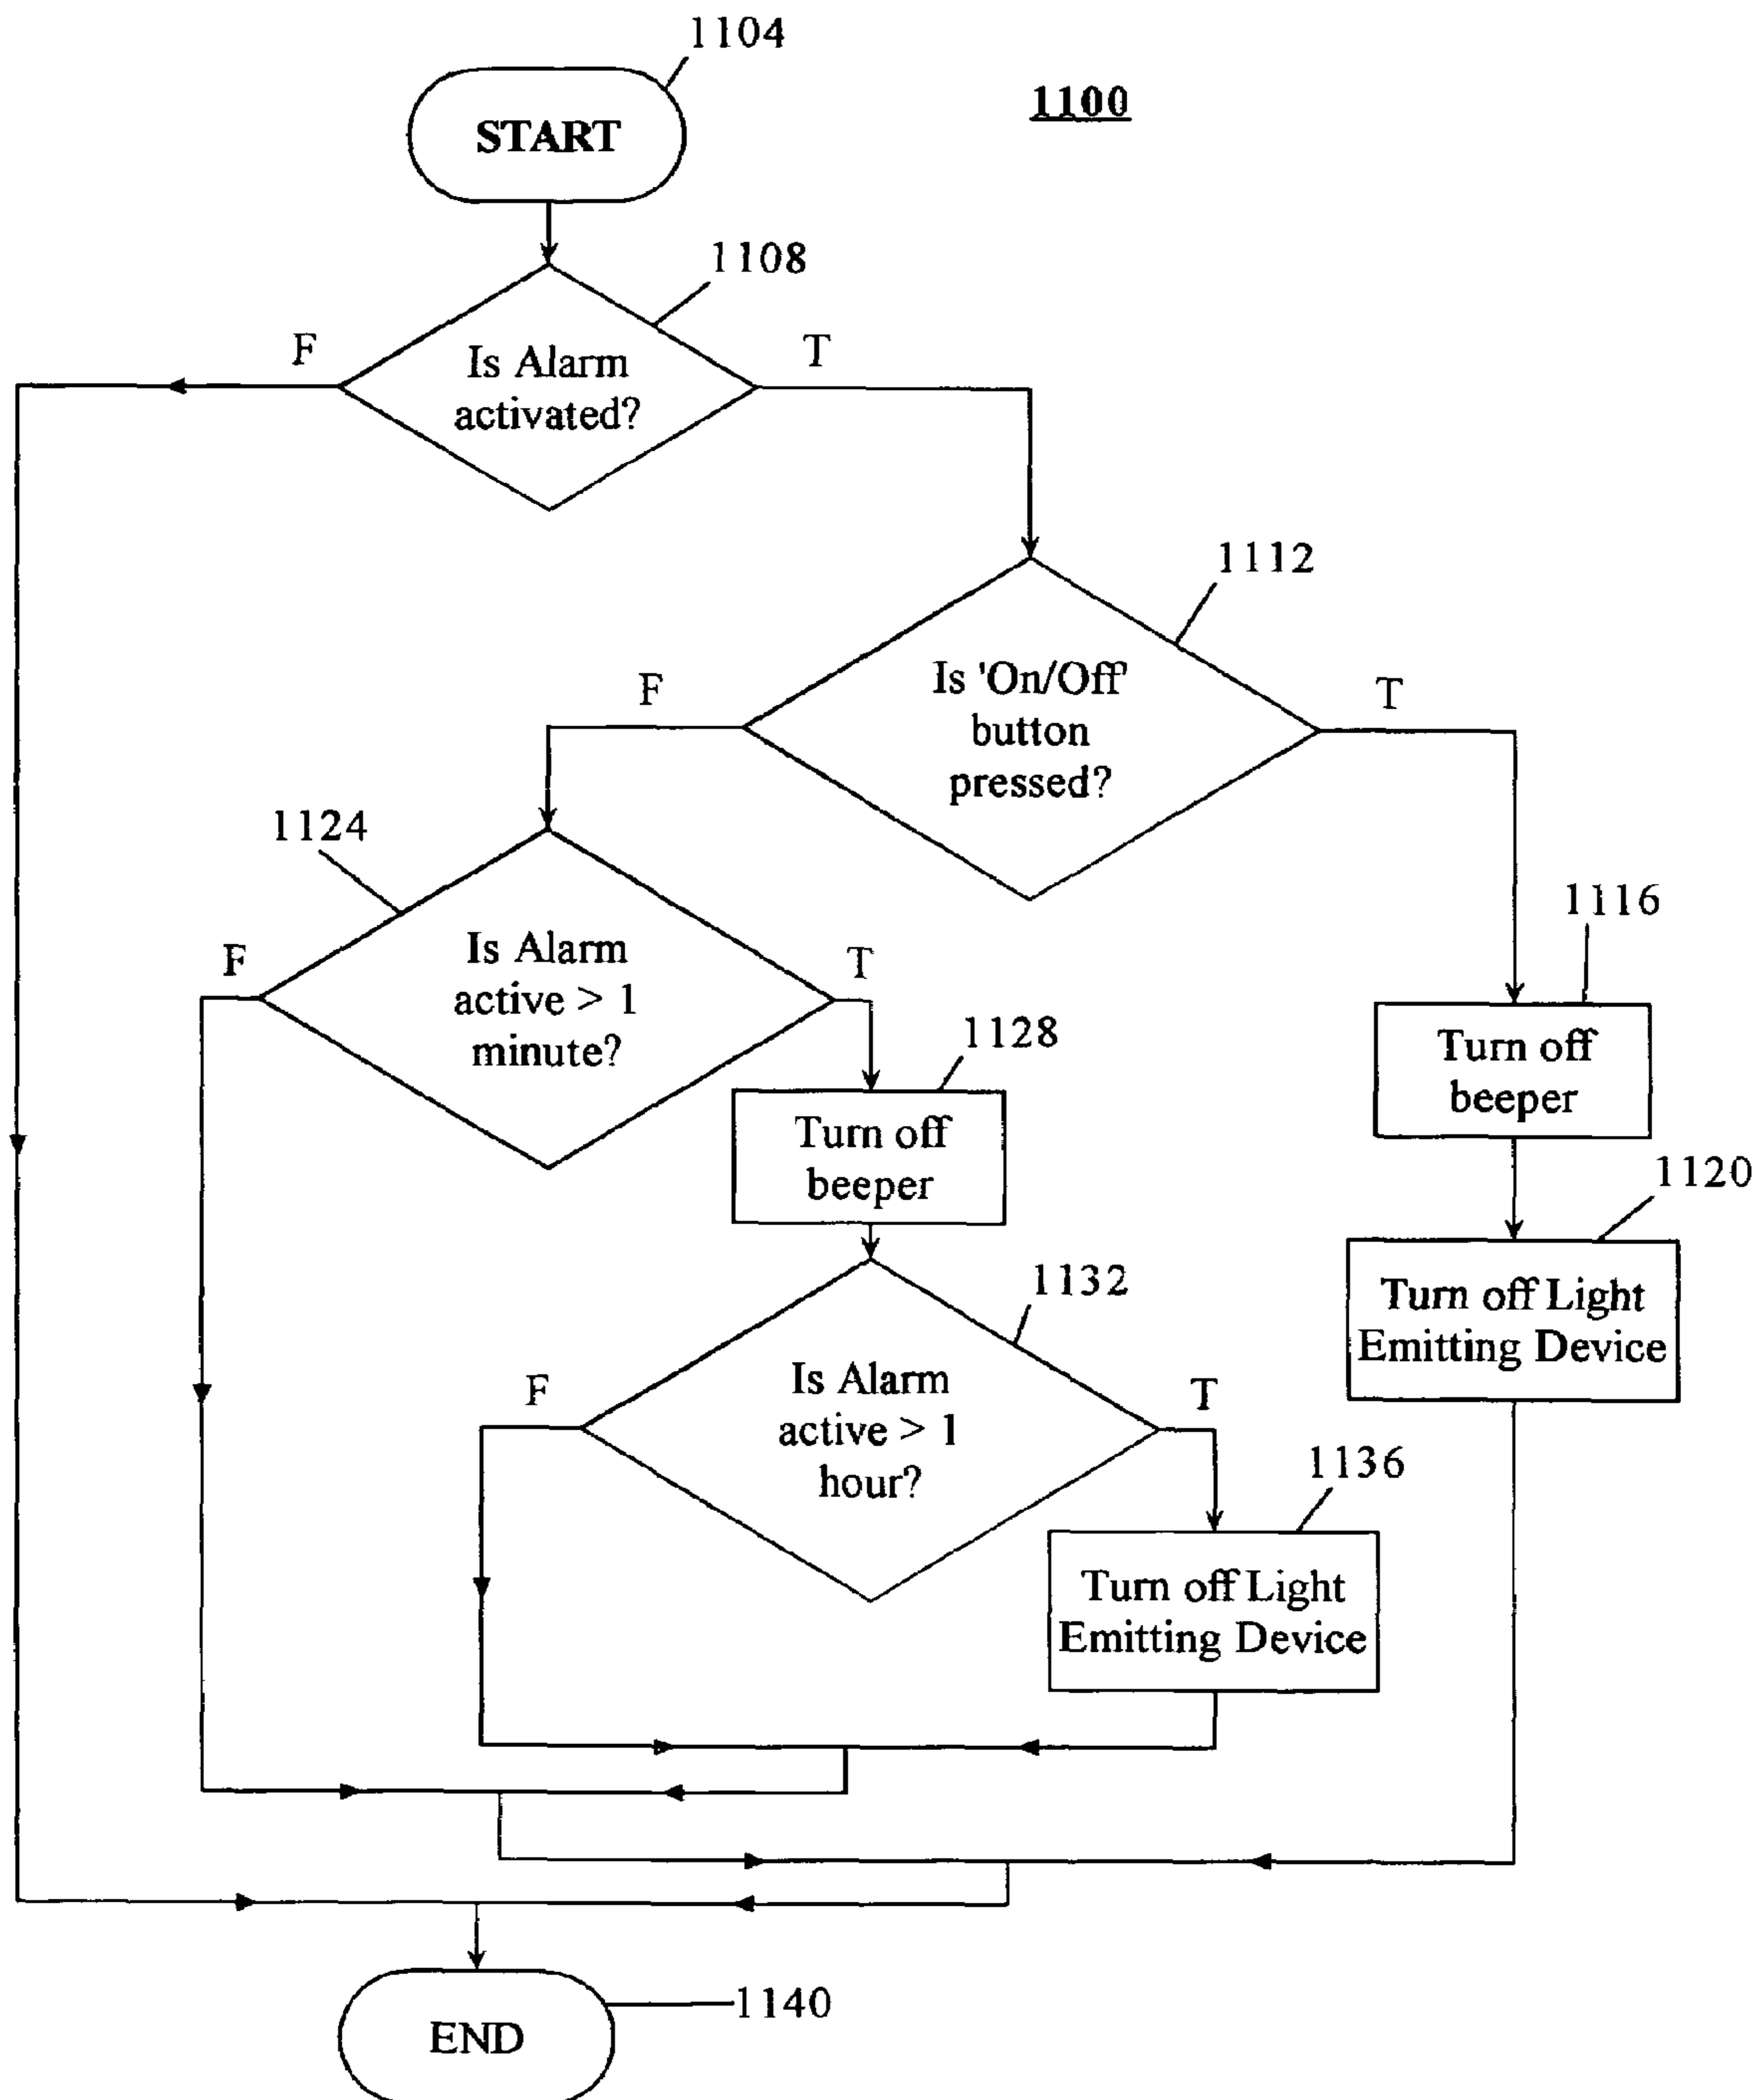 1104
1100
START
1108
F
T
Is Alarm
activated?
1112
Is 'On/Off'
button
pressed?
F
T
1124
1116
Is Alarm
active > 1
minute?
F
T
1128
Turn off
beeper
Turn off
beeper
1120
1132
Turn off Light
Emitting Device
Is Alarm
active > 1
hour?
F
T
1136
Turn off Light
Emitting Device
1140
END